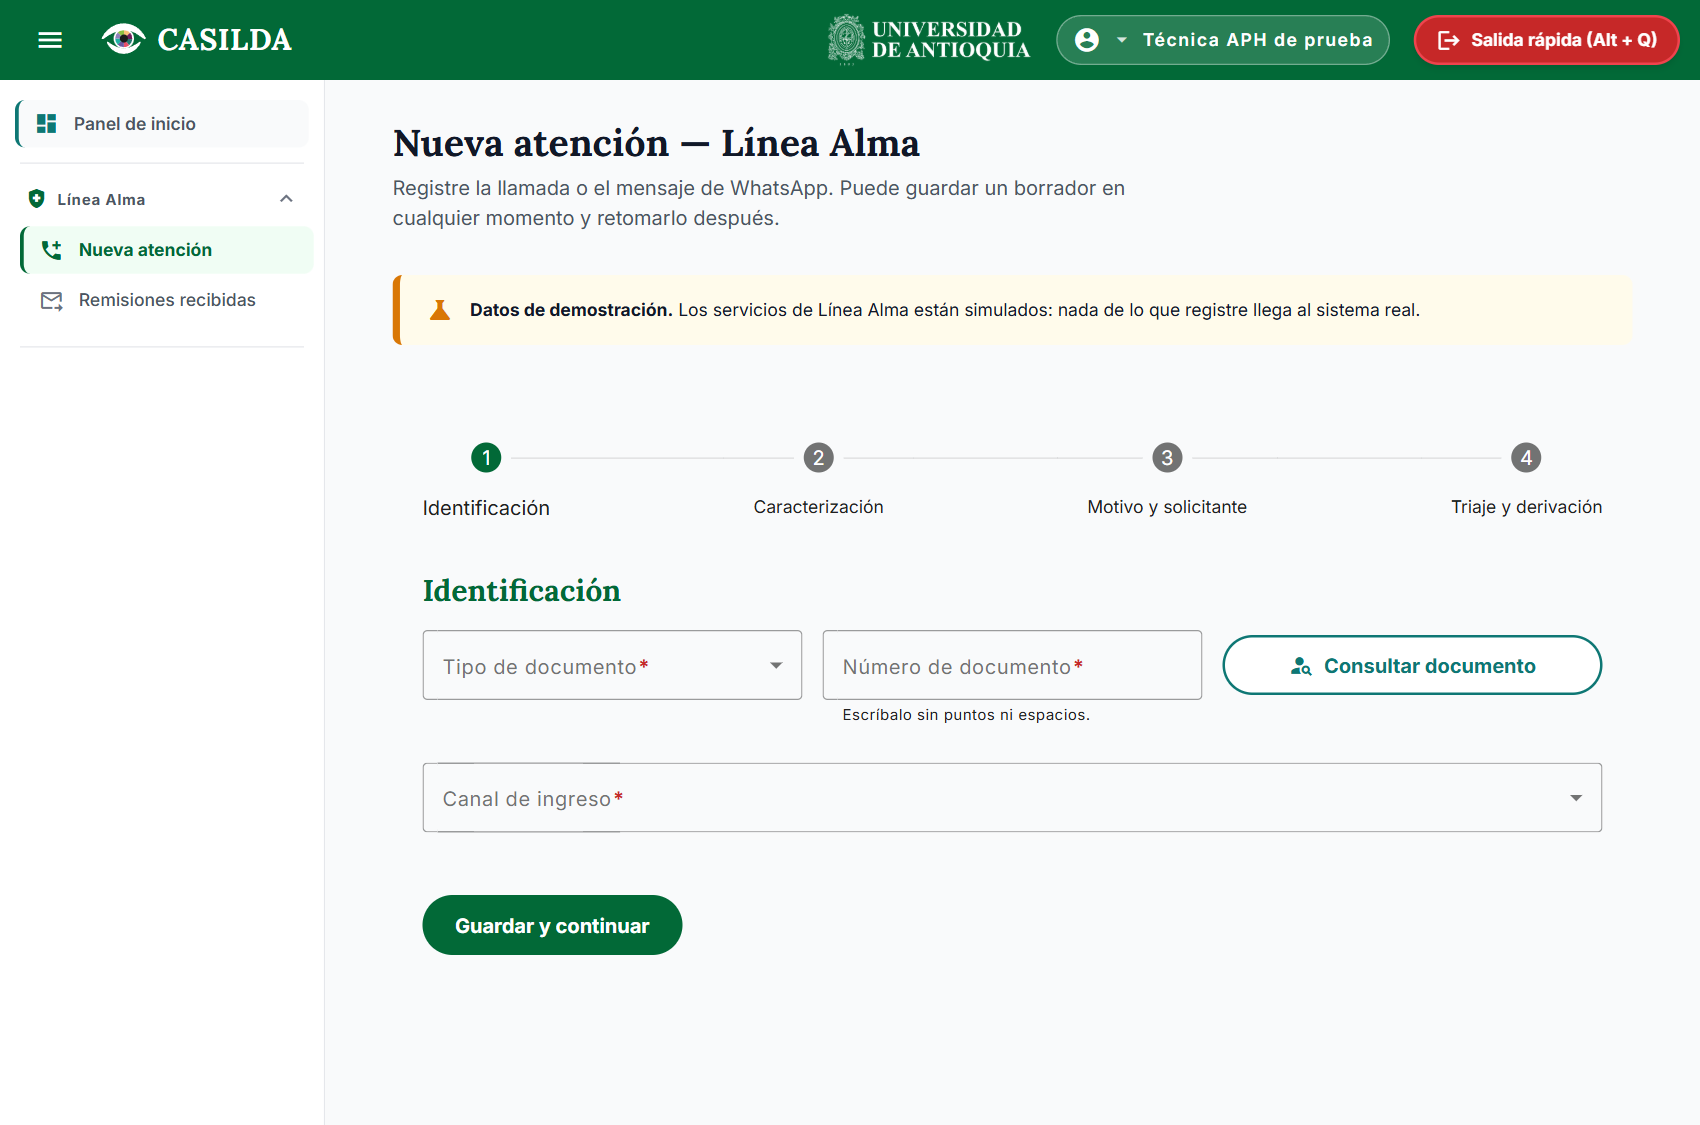 CASILDA
UNIVERSIDAD
DE ANTIOQUIA
Técnica APH de prueba
Salida rápida (Alt + Q)
Panel de inicio
Línea Alma
Nueva atención
Remisiones recibidas
Nueva atención — Línea Alma
Registre la llamada o el mensaje de WhatsApp. Puede guardar un borrador en
cualquier momento y retomarlo después.
Datos de demostración. Los servicios de Línea Alma están simulados: nada de lo que registre llega al sistema real.
1
2
3
4
Identificación
Caracterización
Motivo y solicitante
Triaje y derivación
Identificación
Tipo de documento*
Número de documento*
Consultar documento
Escríbalo sin puntos ni espacios.
Canal de ingreso*
Guardar y continuar